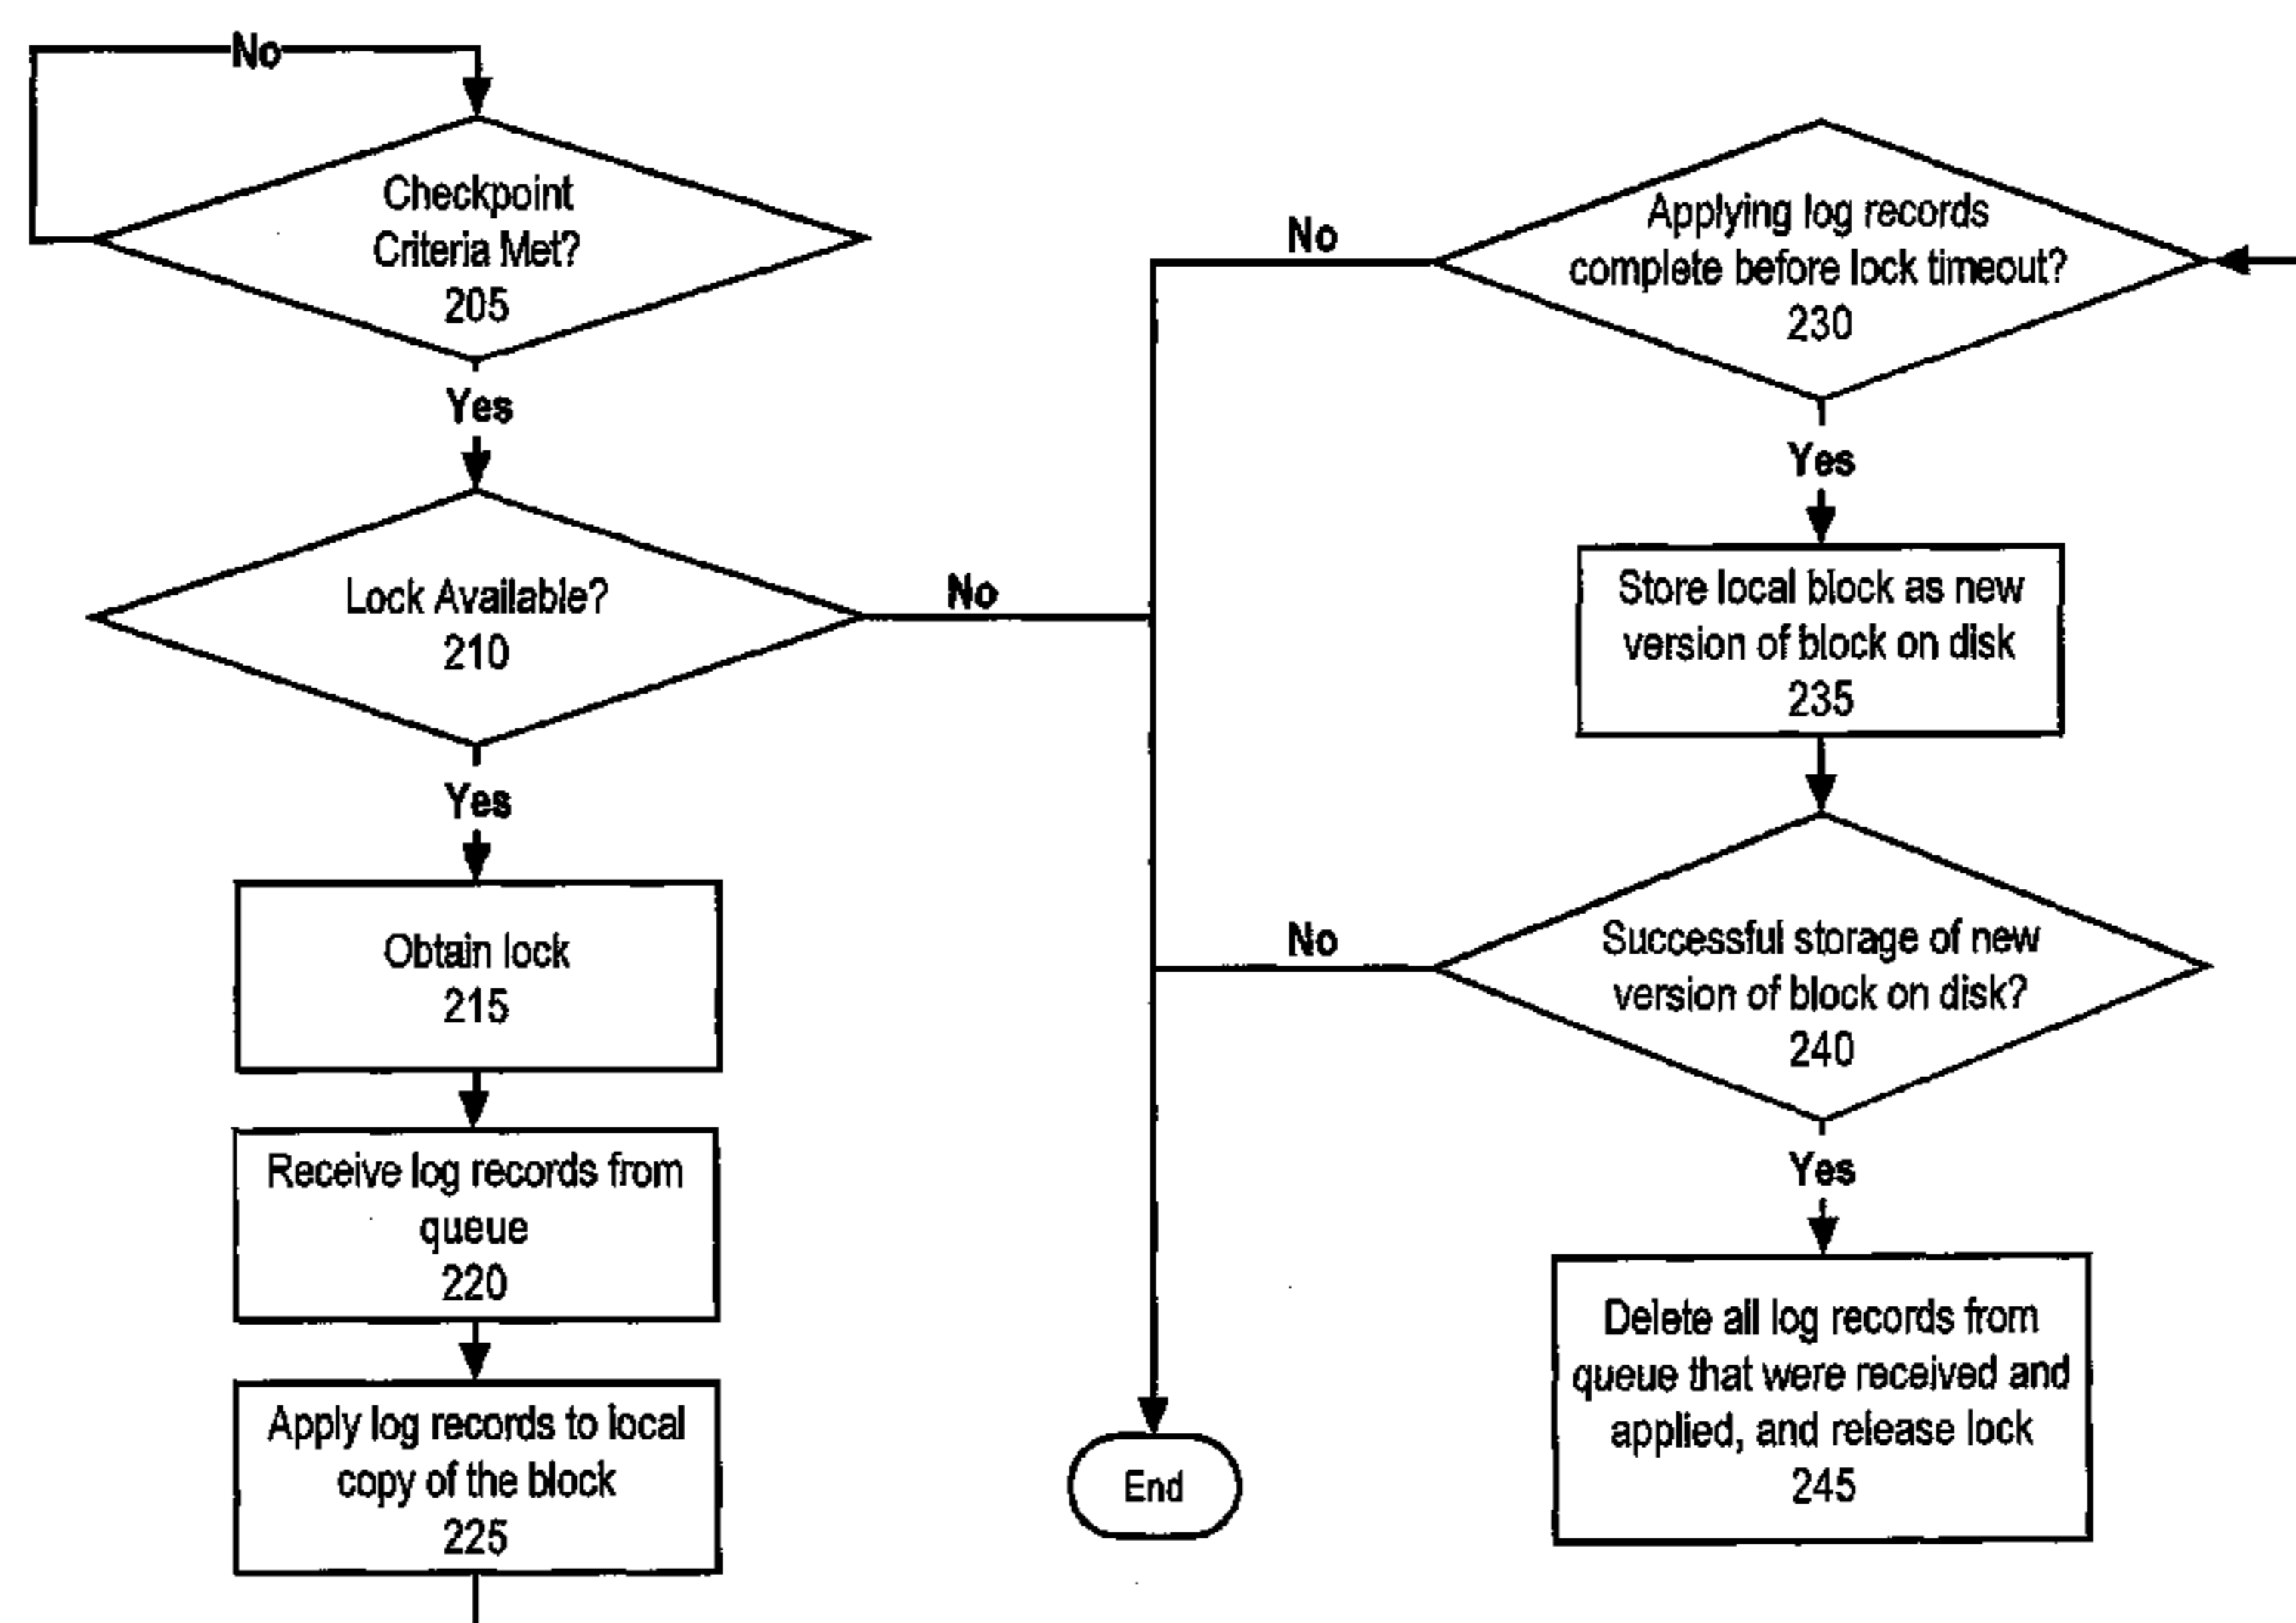 No
Checkpoint
Criteria Met?
205
Yes
Lock Available?
210
No
Yes
Obtain lock
215
Receive log records from
queue
220
Apply log records to local
copy of the block
225
Applying log records
complete before lock timeout?
230
No
Yes
Store local block as new
version of block on disk
235
Successful storage of new
version of block on disk?
240
No
Yes
Delete all log records from
queue that were received and
applied, and release lock
245
End